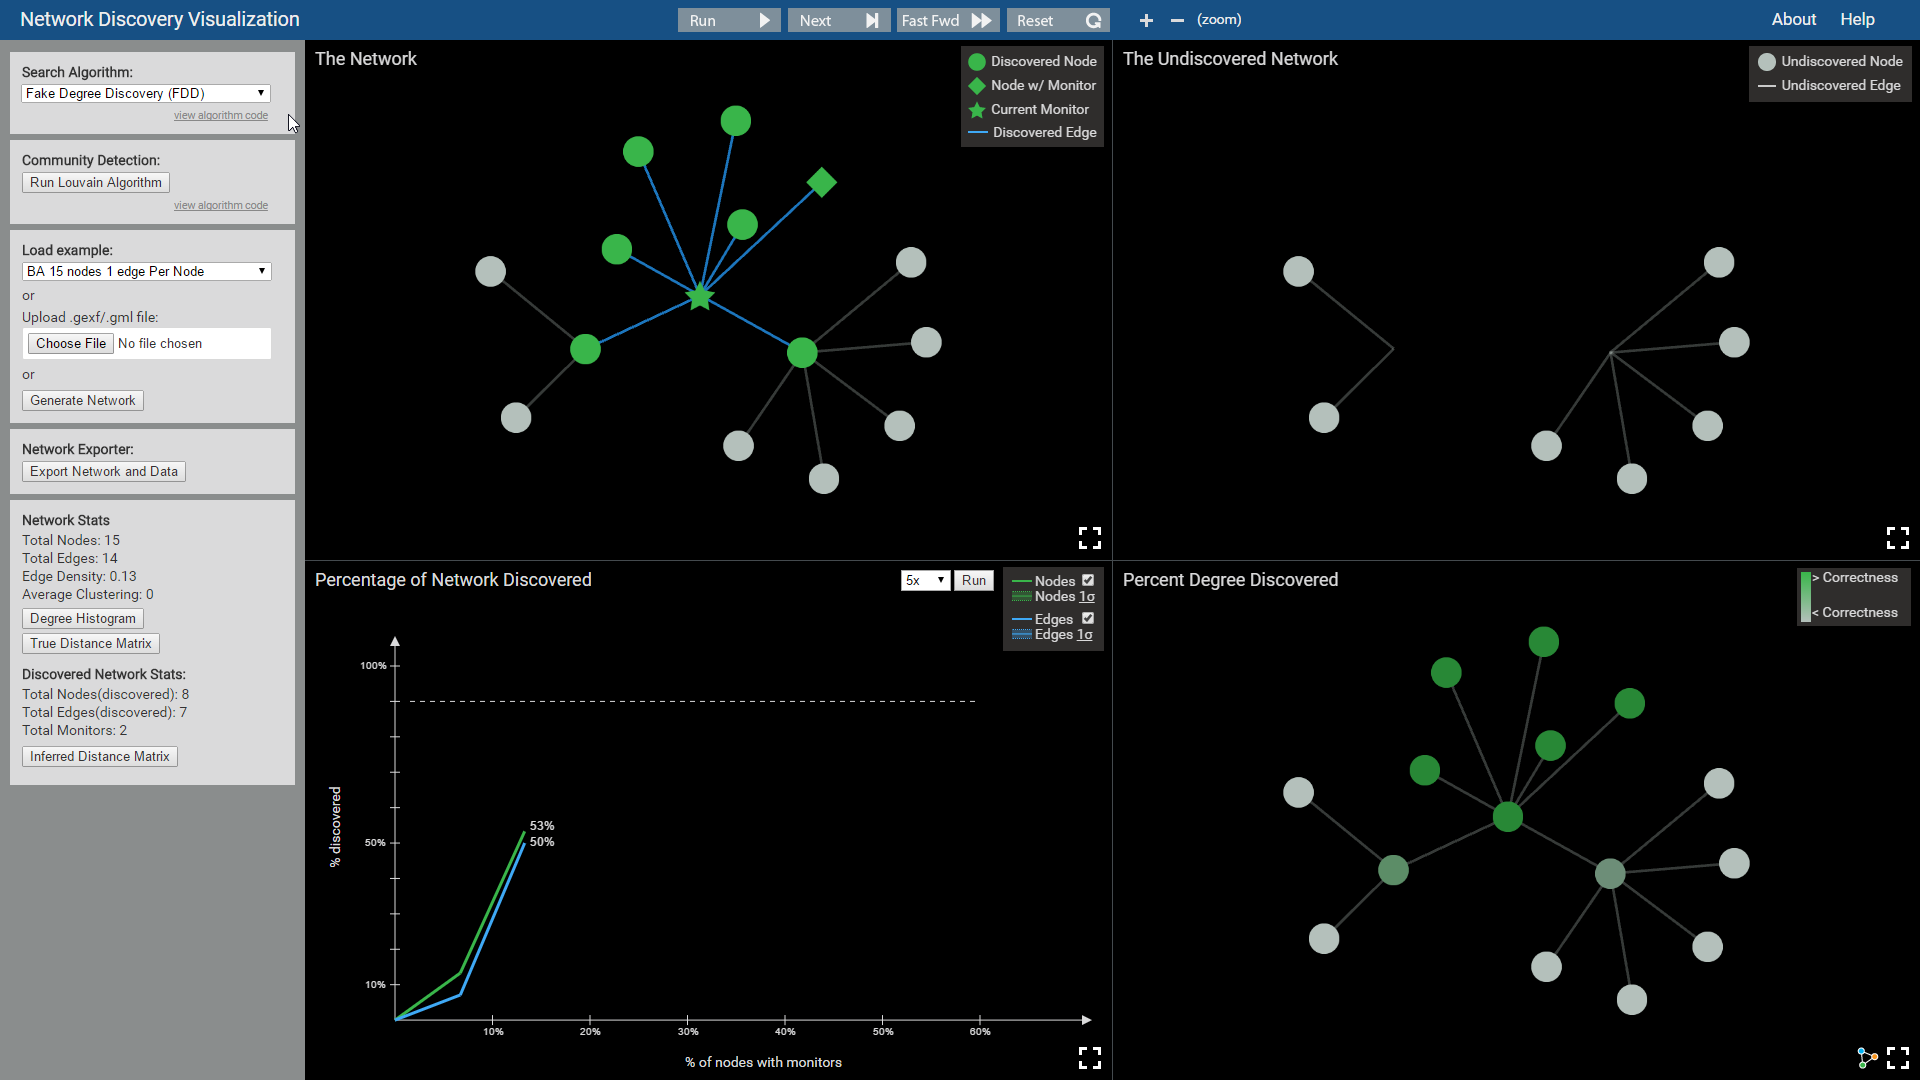 Network Discovery Visualization
Run
Next
Fast Fwd
Reset
+ − (zoom)
About
Help
Search Algorithm:
Fake Degree Discovery (FDD)
view algorithm code
Community Detection:
Run Louvain Algorithm
view algorithm code
Load example:
BA 15 nodes 1 edge Per Node
or
Upload .gexf/.gml file:
Choose File No file chosen
or
Generate Network
Network Exporter:
Export Network and Data
Network Stats
Total Nodes: 15
Total Edges: 14
Edge Density: 0.13
Average Clustering: 0
Degree Histogram
True Distance Matrix
Discovered Network Stats:
Total Nodes(discovered): 8
Total Edges(discovered): 7
Total Monitors: 2
Inferred Distance Matrix
The Network
Discovered Node
Node w/ Monitor
Current Monitor
Discovered Edge
The Undiscovered Network
Undiscovered Node
Undiscovered Edge
Percentage of Network Discovered
5x
Run
Nodes
Nodes 1σ
Edges
Edges 1σ
100%
50%
10%
% discovered
53%
50%
10%
20%
30%
40%
50%
60%
% of nodes with monitors
Percent Degree Discovered
> Correctness
< Correctness